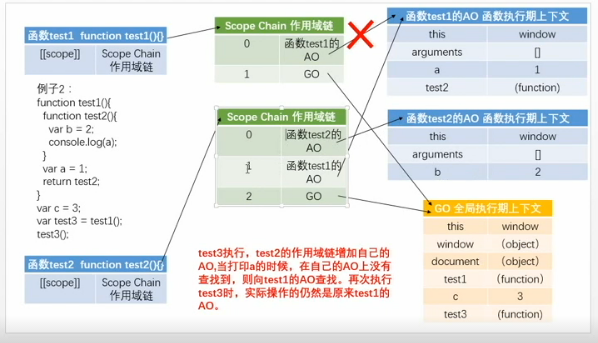 函数test1 function test1(){}
[[scope]] Scope Chain 作用域链
例子2：
function test1(){
function test2(){
var b = 2;
console.log(a);
}
var a = 1;
return test2;
}
var c = 3;
var test3 = test1();
test3();
函数test2 function test2(){}
[[scope]] Scope Chain 作用域链
Scope Chain 作用域链
0 函数test1的AO
1 GO
Scope Chain 作用域链
0 函数test2的AO
1 函数test1的AO
2 GO
test3执行，test2的作用域链增加自己的
AO,当打印a的时候，在自己的AO上没有
查找到，则向test1的AO查找。再次执行
test3时，实际操作的仍然是原来test1的
AO。
函数test1的AO 函数执行期上下文
this window
arguments []
a 1
test2 (function)
函数test2的AO 函数执行期上下文
this window
arguments []
b 2
GO 全局执行期上下文
this window
window (object)
document (object)
test1 (function)
c 3
test3 (function)